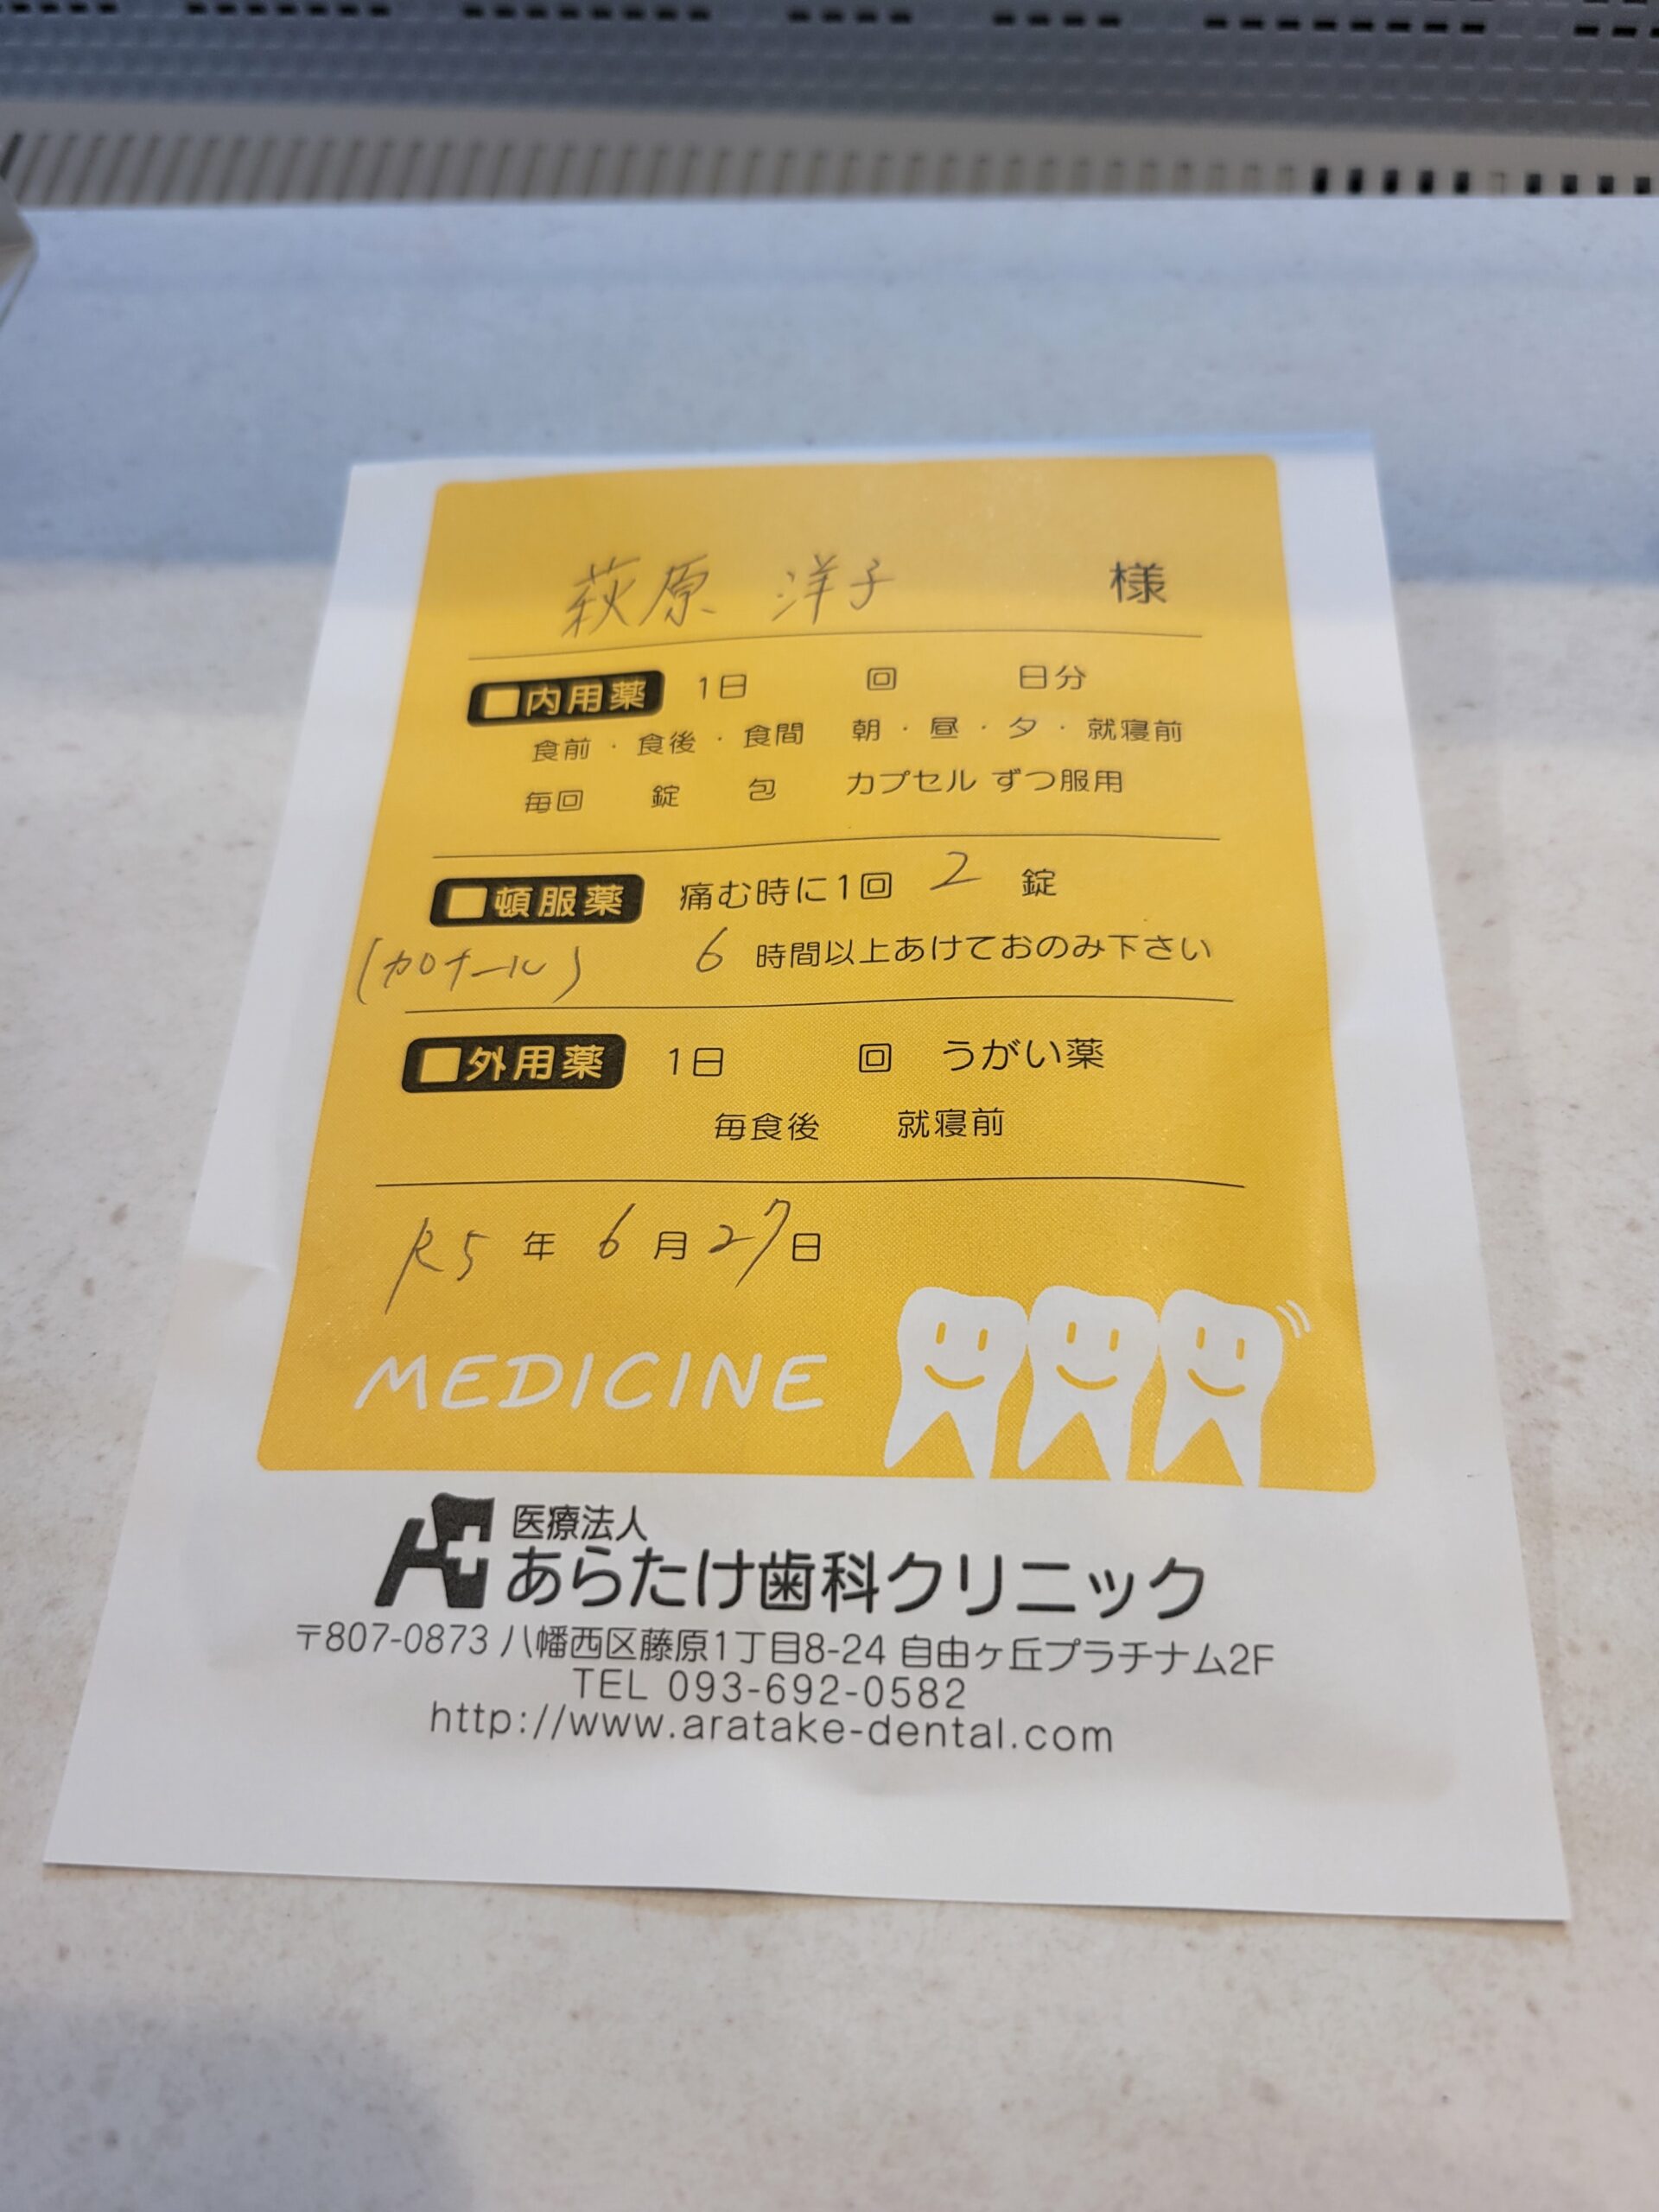 萩原 洋子 様
内用薬 1日 回 日分
食前・食後・食間 朝・昼・夕・就寝前
毎回 錠 包 カプセル ずつ服用
頓服薬 痛む時に1回 2 錠
(カロナール) 6 時間以上あけておのみ下さい
外用薬 1日 回 うがい薬
毎食後 就寝前
R5 年 6 月 27 日
MEDICINE
医療法人
あらたけ歯科クリニック
〒807-0873 八幡西区藤原1丁目8-24 自由ヶ丘プラチナム2F
TEL 093-692-0582
http://www.aratake-dental.com